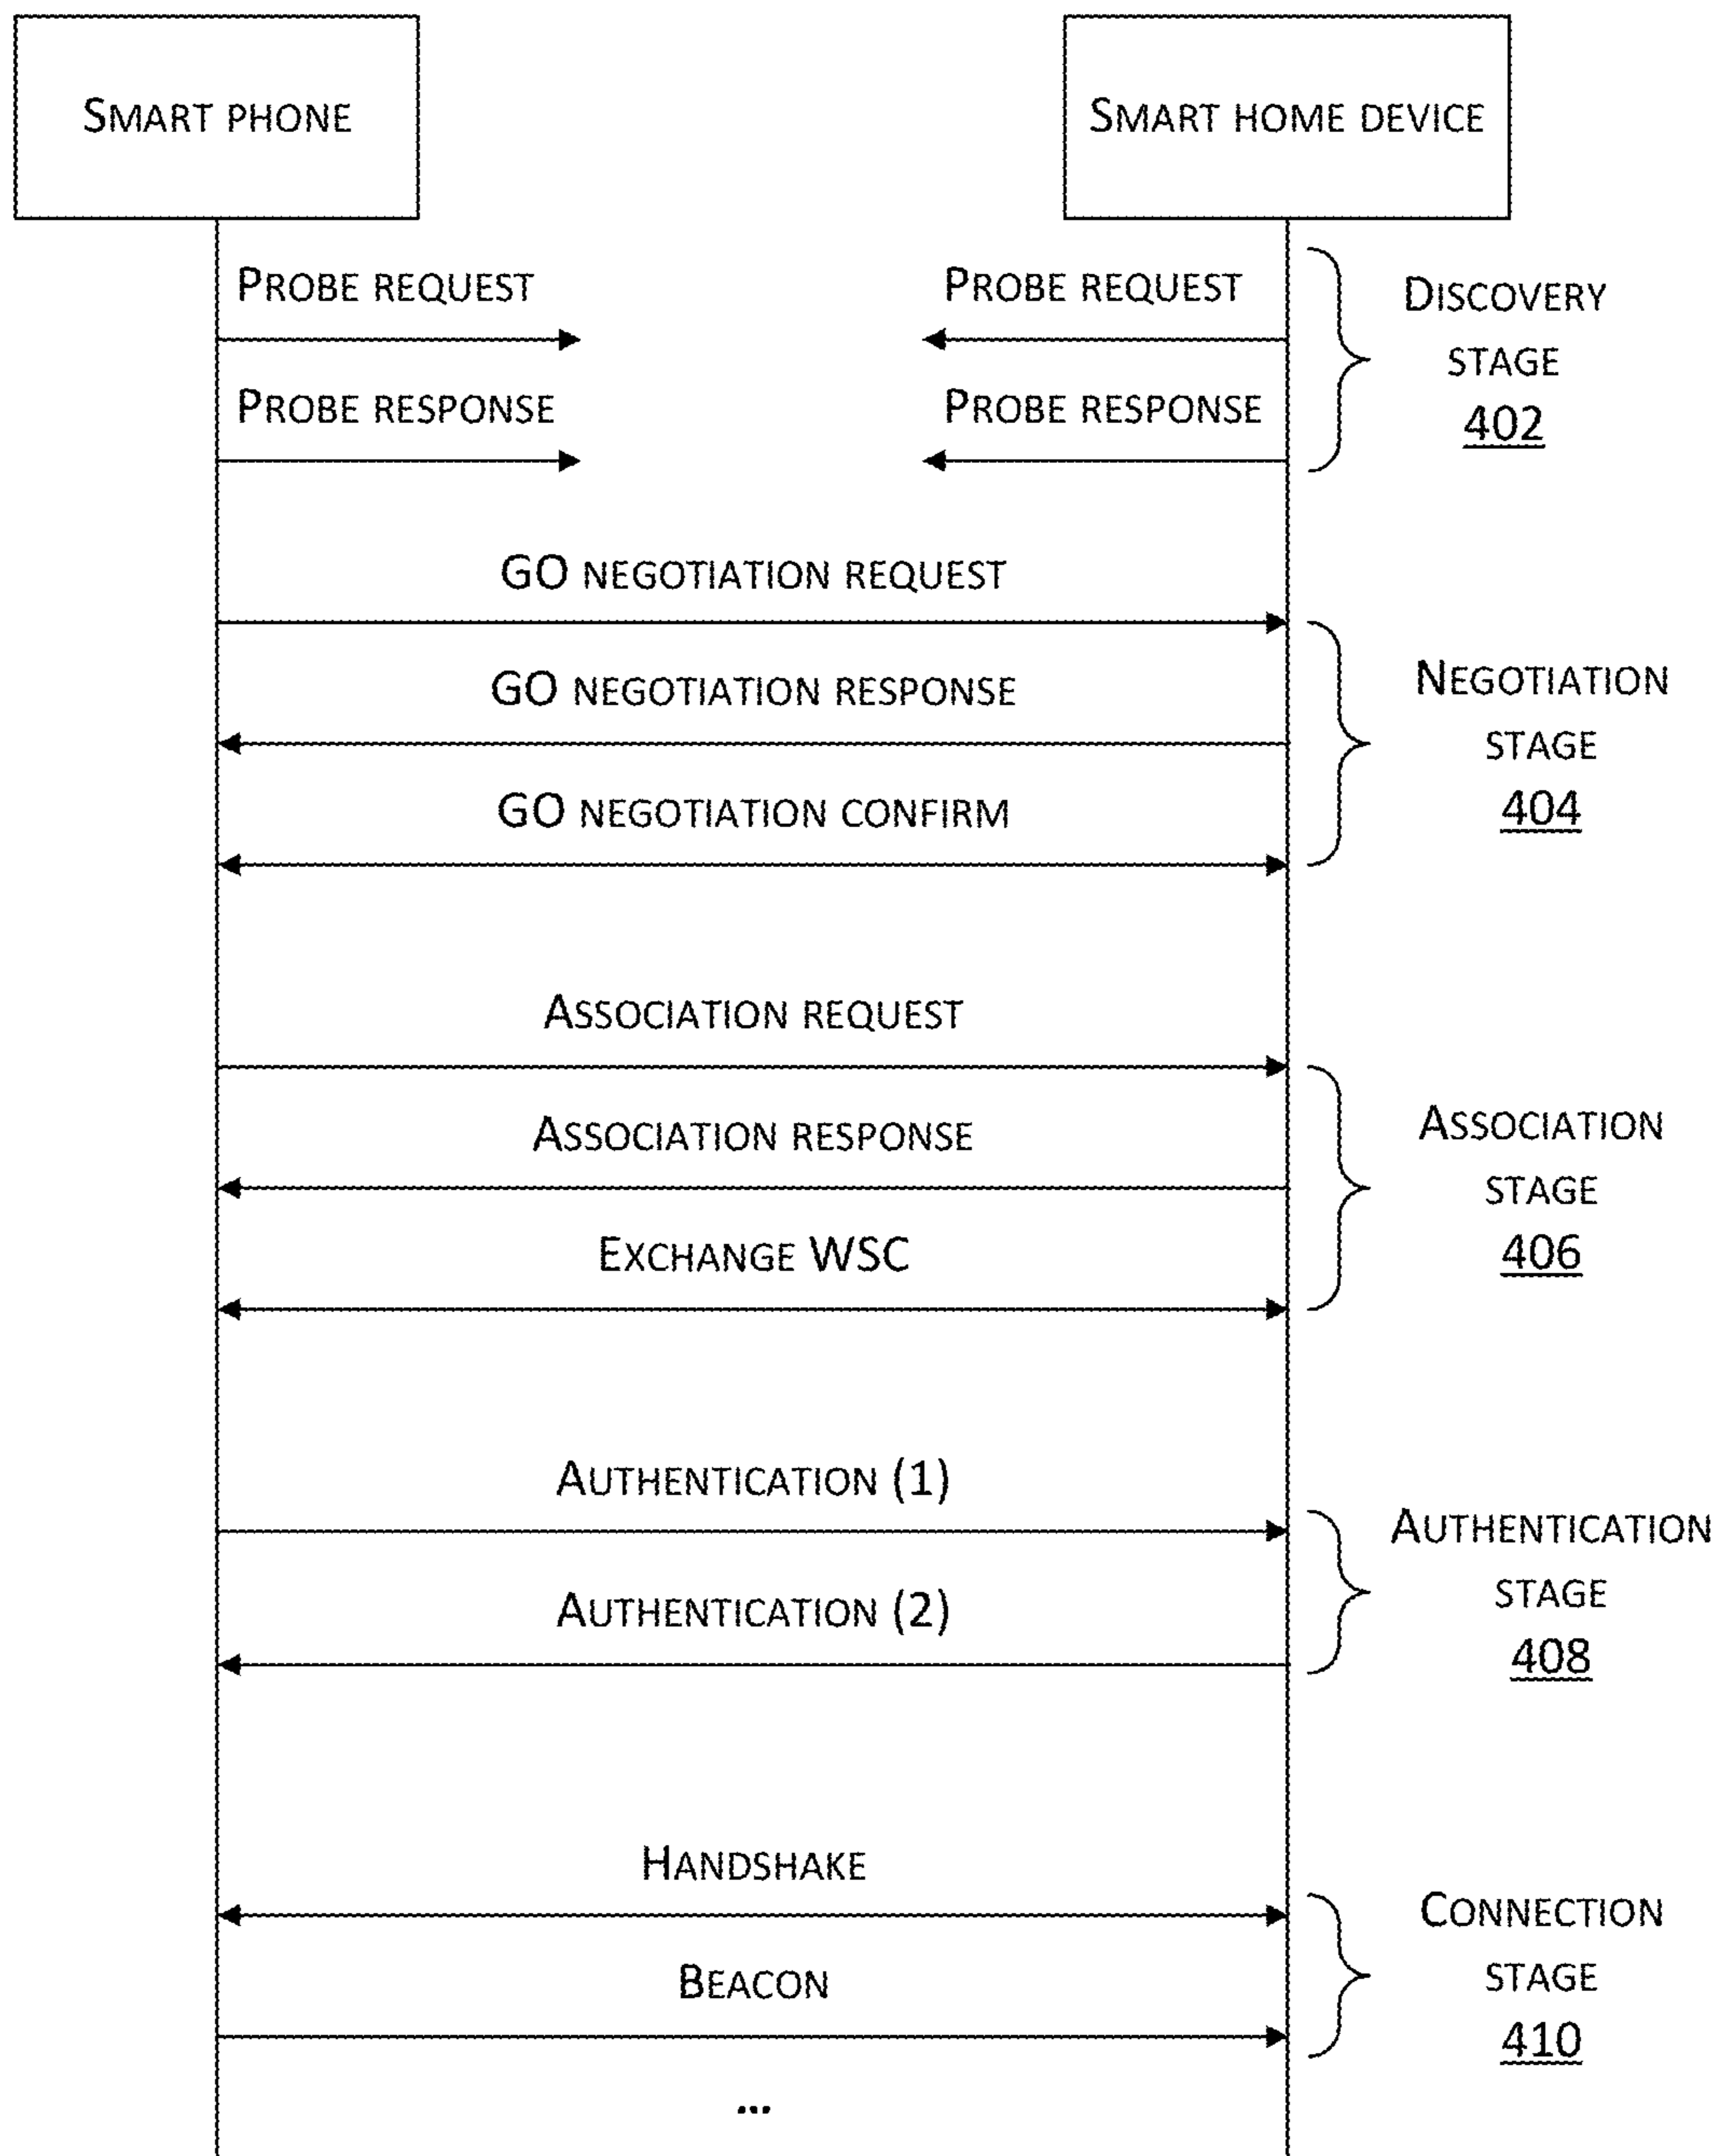 SMART PHONE
SMART HOME DEVICE
PROBE REQUEST
PROBE REQUEST
PROBE RESPONSE
PROBE RESPONSE
DISCOVERY
STAGE
402
GO NEGOTIATION REQUEST
GO NEGOTIATION RESPONSE
GO NEGOTIATION CONFIRM
NEGOTIATION
STAGE
404
ASSOCIATION REQUEST
ASSOCIATION RESPONSE
EXCHANGE WSC
ASSOCIATION
STAGE
406
AUTHENTICATION (1)
AUTHENTICATION (2)
AUTHENTICATION
STAGE
408
HANDSHAKE
BEACON
CONNECTION
STAGE
410
...